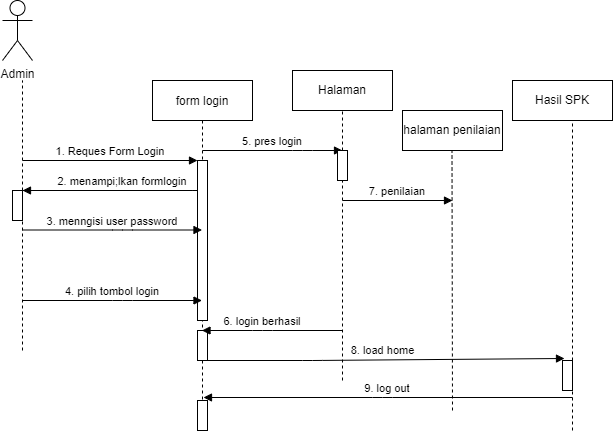 Admin
form login
Halaman
halaman penilaian
Hasil SPK
1. Reques Form Login
5. pres login
2. menampi;lkan formlogin
7. penilaian
3. menngisi user password
4. pilih tombol login
6. login berhasil
8. load home
9. log out